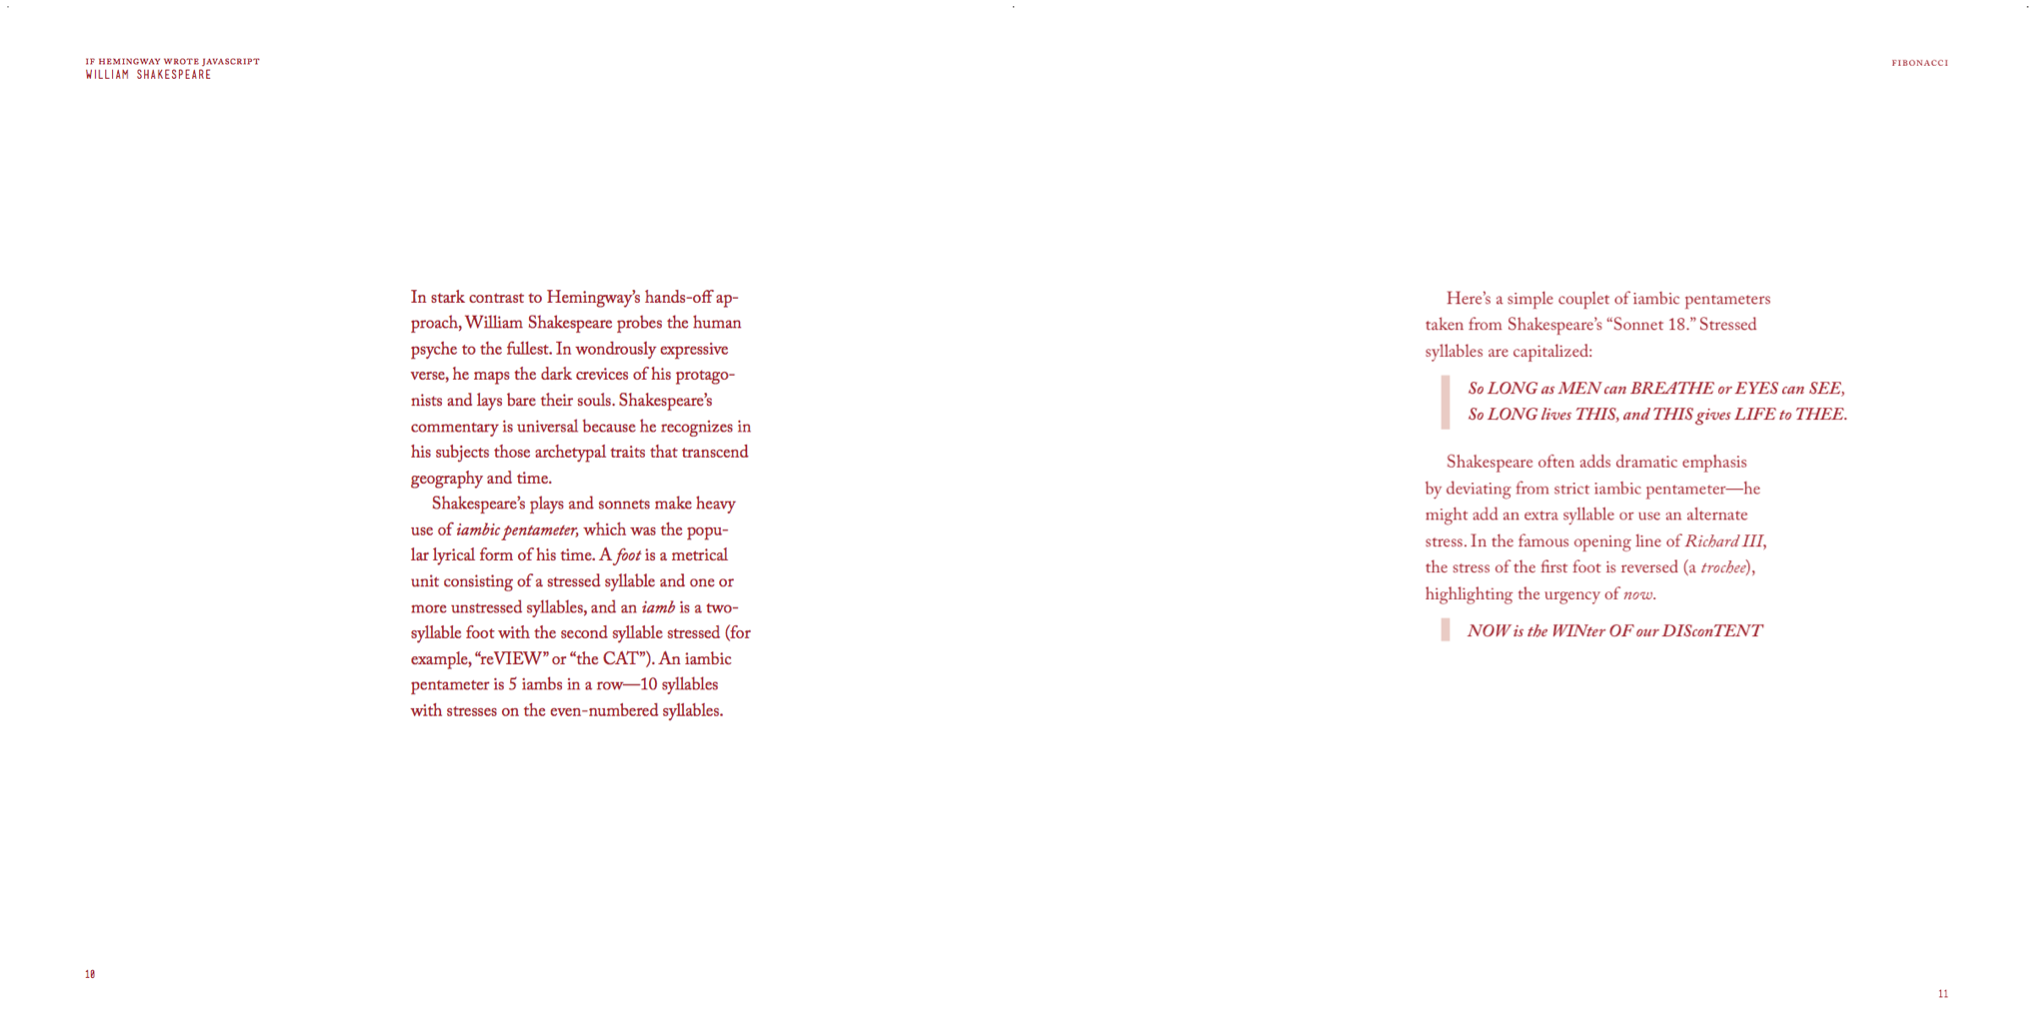 IF HEMINGWAY WROTE JAVASCRIPT
WILLIAM SHAKESPEARE
In stark contrast to Hemingway’s hands-off ap-
proach, William Shakespeare probes the human
psyche to the fullest. In wondrously expressive
verse, he maps the dark crevices of his protago-
nists and lays bare their souls. Shakespeare’s
commentary is universal because he recognizes in
his subjects those archetypal traits that transcend
geography and time.
Shakespeare’s plays and sonnets make heavy
use of iambic pentameter, which was the popu-
lar lyrical form of his time. A foot is a metrical
unit consisting of a stressed syllable and one or
more unstressed syllables, and an iamb is a two-
syllable foot with the second syllable stressed (for
example, “reVIEW” or “the CAT”). An iambic
pentameter is 5 iambs in a row—10 syllables
with stresses on the even-numbered syllables.
10
FIBONACCI
Here’s a simple couplet of iambic pentameters
taken from Shakespeare’s “Sonnet 18.” Stressed
syllables are capitalized:
So LONG as MEN can BREATHE or EYES can SEE,
So LONG lives THIS, and THIS gives LIFE to THEE.
Shakespeare often adds dramatic emphasis
by deviating from strict iambic pentameter—he
might add an extra syllable or use an alternate
stress. In the famous opening line of Richard III,
the stress of the first foot is reversed (a trochee),
highlighting the urgency of now.
NOW is the WINter OF our DISconTENT
11